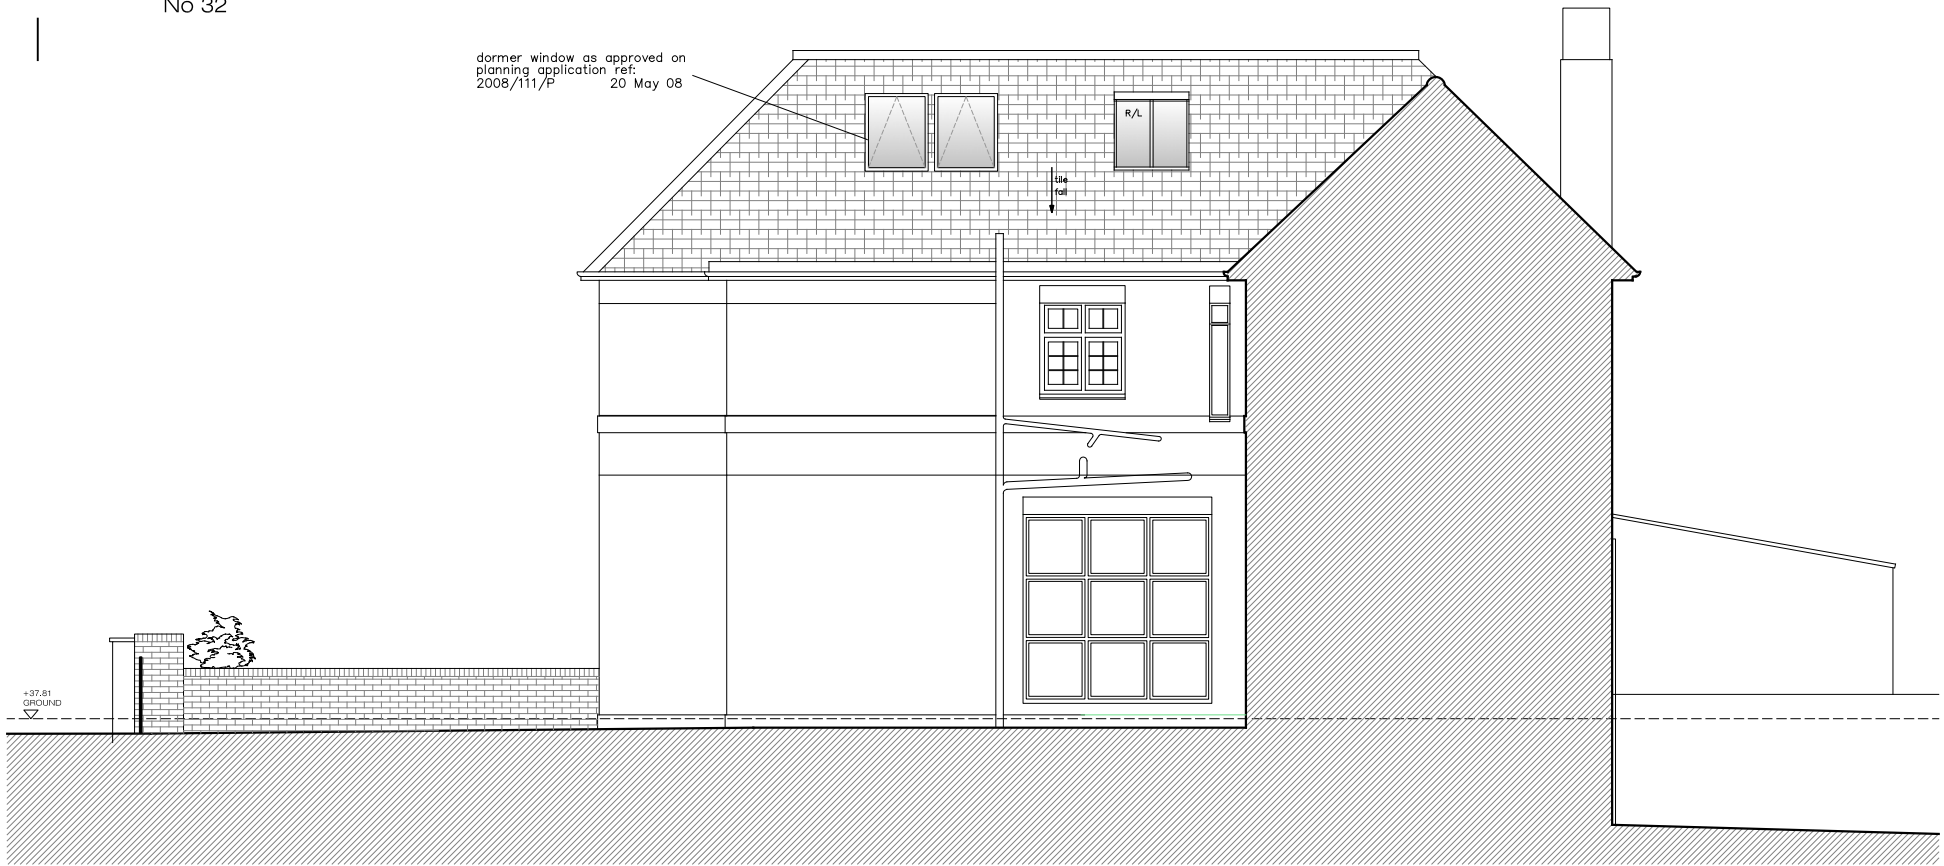 No 32
dormer window as approved on
planning application ref:
2008/111/P 20 May 08
R/L
tile
fall
+37.81
GROUND